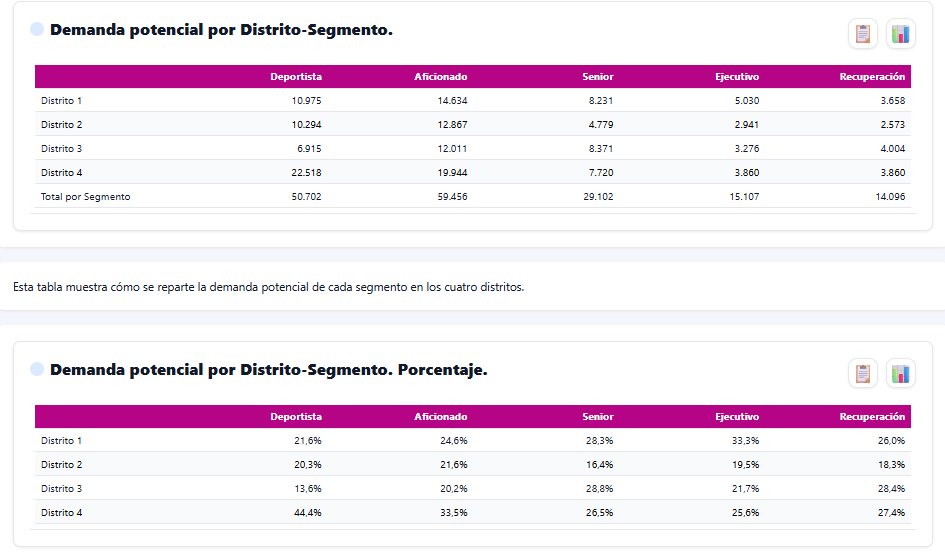 Demanda potencial por Distrito-Segmento.
Deportista Aficionado Senior Ejecutivo Recuperación
Distrito 1 10.975 14.634 8.231 5.030 3.658
Distrito 2 10.294 12.867 4.779 2.941 2.573
Distrito 3 6.915 12.011 8.371 3.276 4.004
Distrito 4 22.518 19.944 7.720 3.860 3.860
Total por Segmento 50.702 59.456 29.102 15.107 14.096
Esta tabla muestra cómo se reparte la demanda potencial de cada segmento en los cuatro distritos.
Demanda potencial por Distrito-Segmento. Porcentaje.
Deportista Aficionado Senior Ejecutivo Recuperación
Distrito 1 21,6% 24,6% 28,3% 33,3% 26,0%
Distrito 2 20,3% 21,6% 16,4% 19,5% 18,3%
Distrito 3 13,6% 20,2% 28,8% 21,7% 28,4%
Distrito 4 44,4% 33,5% 26,5% 25,6% 27,4%